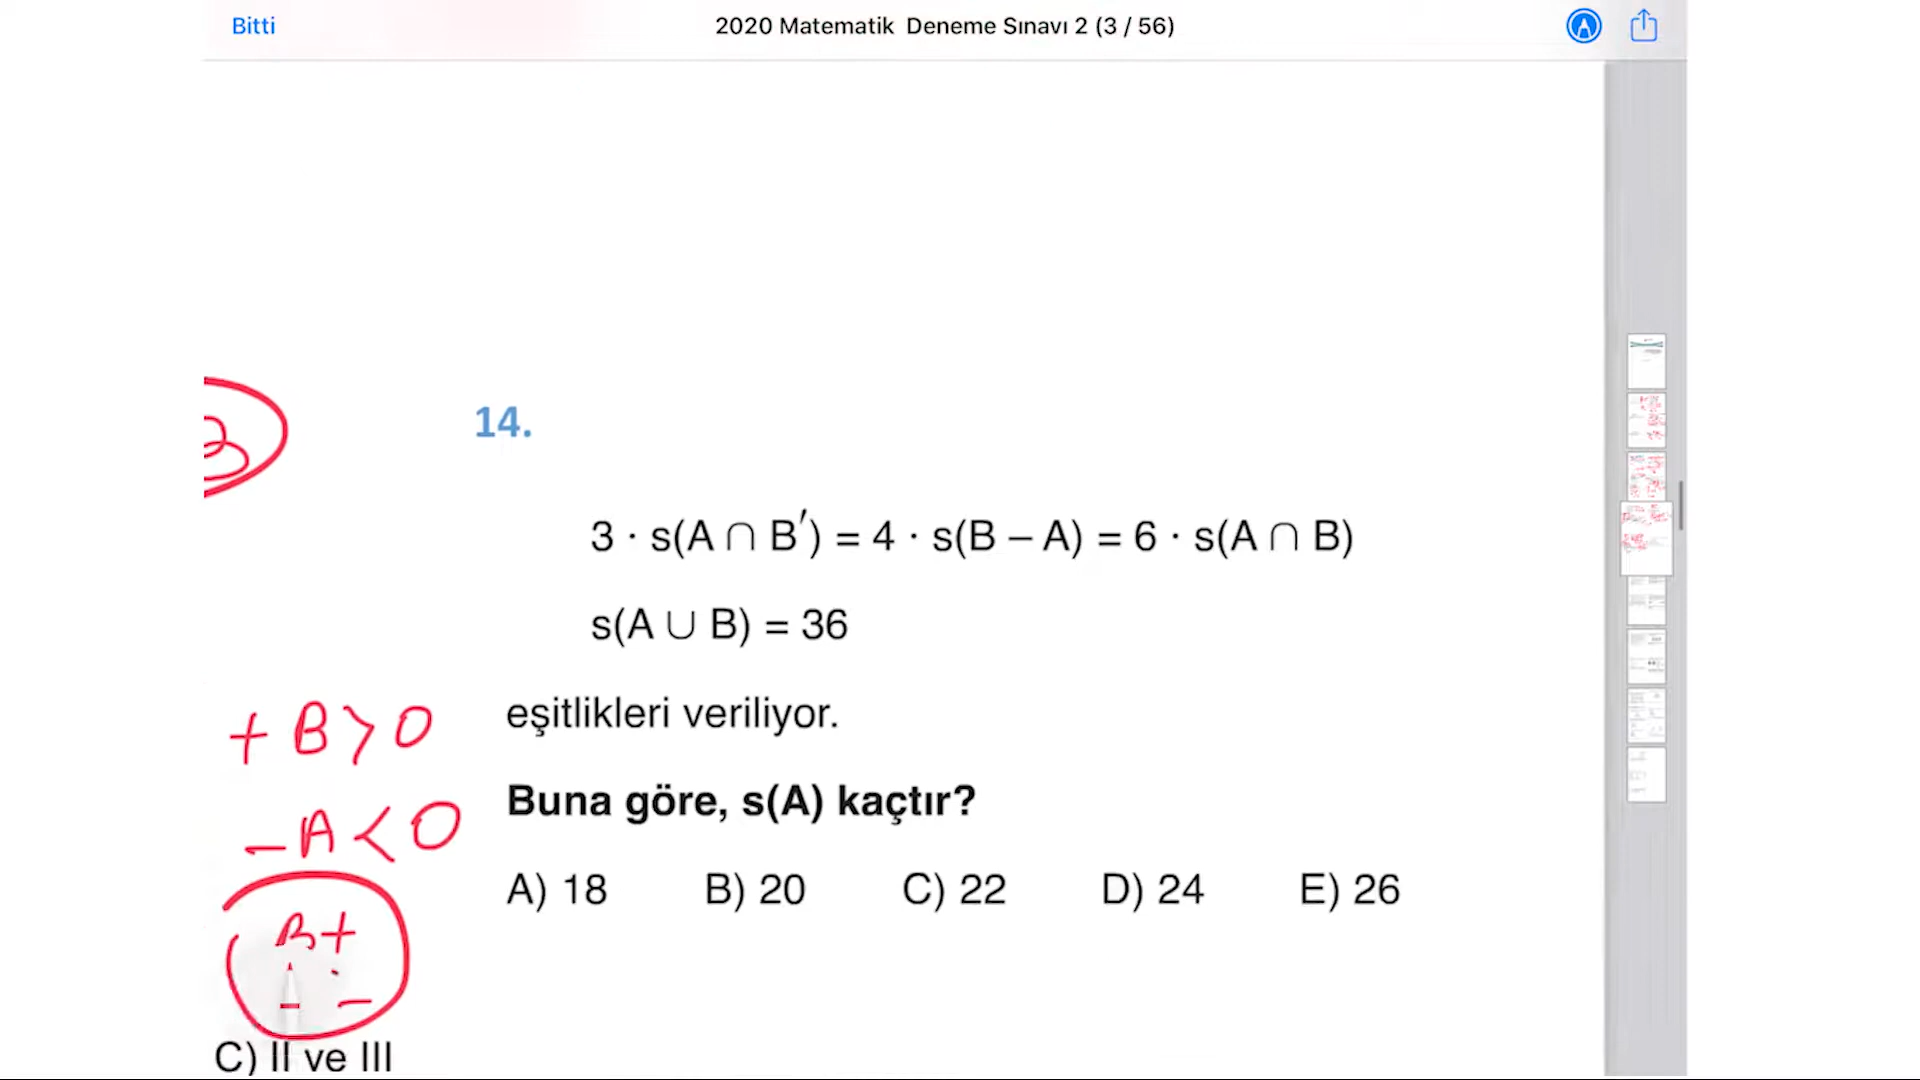 Bitti
2020 Matematik Deneme Sınavı 2 (3 / 56)
14.
3 · s(A ∩ B′) = 4 · s(B – A) = 6 · s(A ∩ B)
s(A ∪ B) = 36
eşitlikleri veriliyor.
Buna göre, s(A) kaçtır?
A) 18 B) 20 C) 22 D) 24 E) 26
+ B > 0
– A < 0
B +
–
C) II ve III